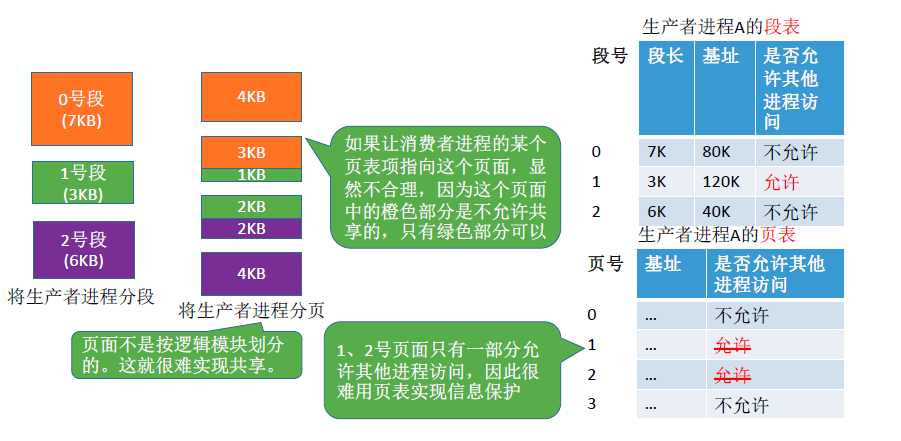 0号段
(7KB)
1号段
(3KB)
2号段
(6KB)
将生产者进程分段
4KB
3KB
1KB
2KB
2KB
4KB
将生产者进程分页
如果让消费者进程的某个
页表项指向这个页面，显
然不合理，因为这个页面
中的橙色部分是不允许共
享的，只有绿色部分可以
页面不是按逻辑模块划分
的。这就很难实现共享。
1、2号页面只有一部分允
许其他进程访问，因此很
难用页表实现信息保护
生产者进程A的段表
段号 段长 基址 是否允
许其他
进程访
问
0 7K 80K 不允许
1 3K 120K 允许
2 6K 40K 不允许
生产者进程A的页表
页号 基址 是否允许其他
进程访问
0 ... 不允许
1 ... 允许
2 ... 允许
3 ... 不允许